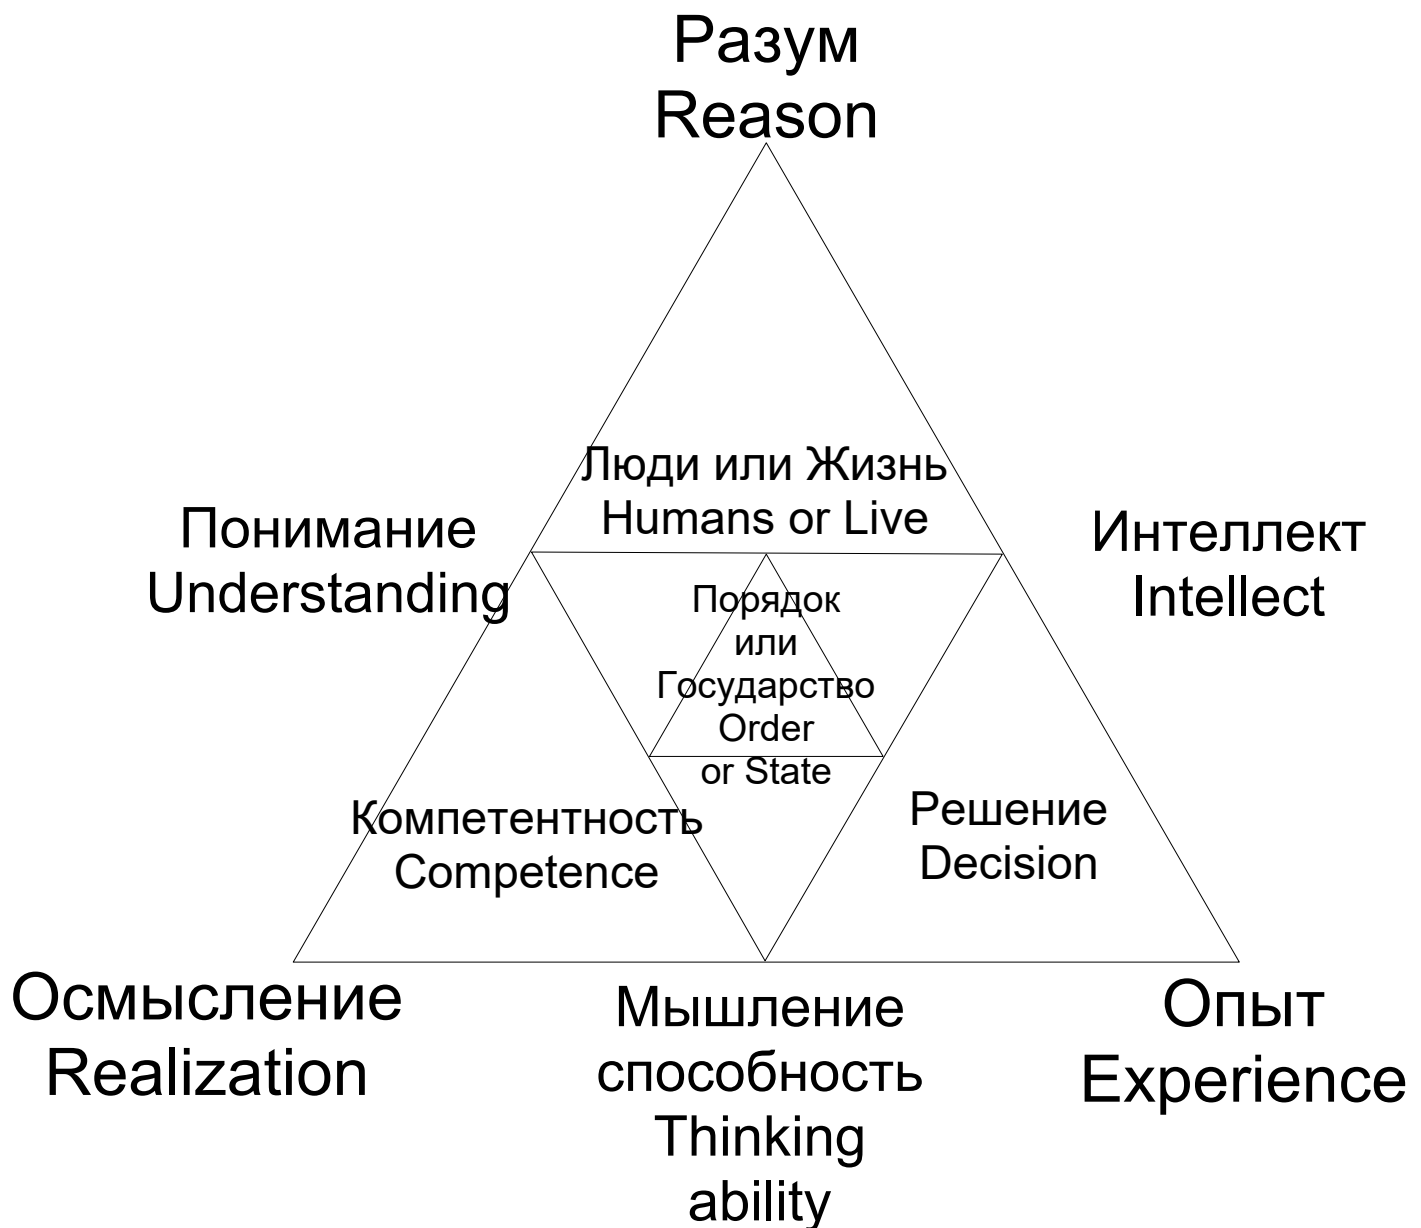 Разум
Reason
Люди или Жизнь
Humans or Live
Понимание
Understanding
Интеллект
Intellect
Порядок
или
Государство
Order
or State
Компетентность
Competence
Решение
Decision
Осмысление
Realization
Мышление
способность
Thinking
ability
Опыт
Experience